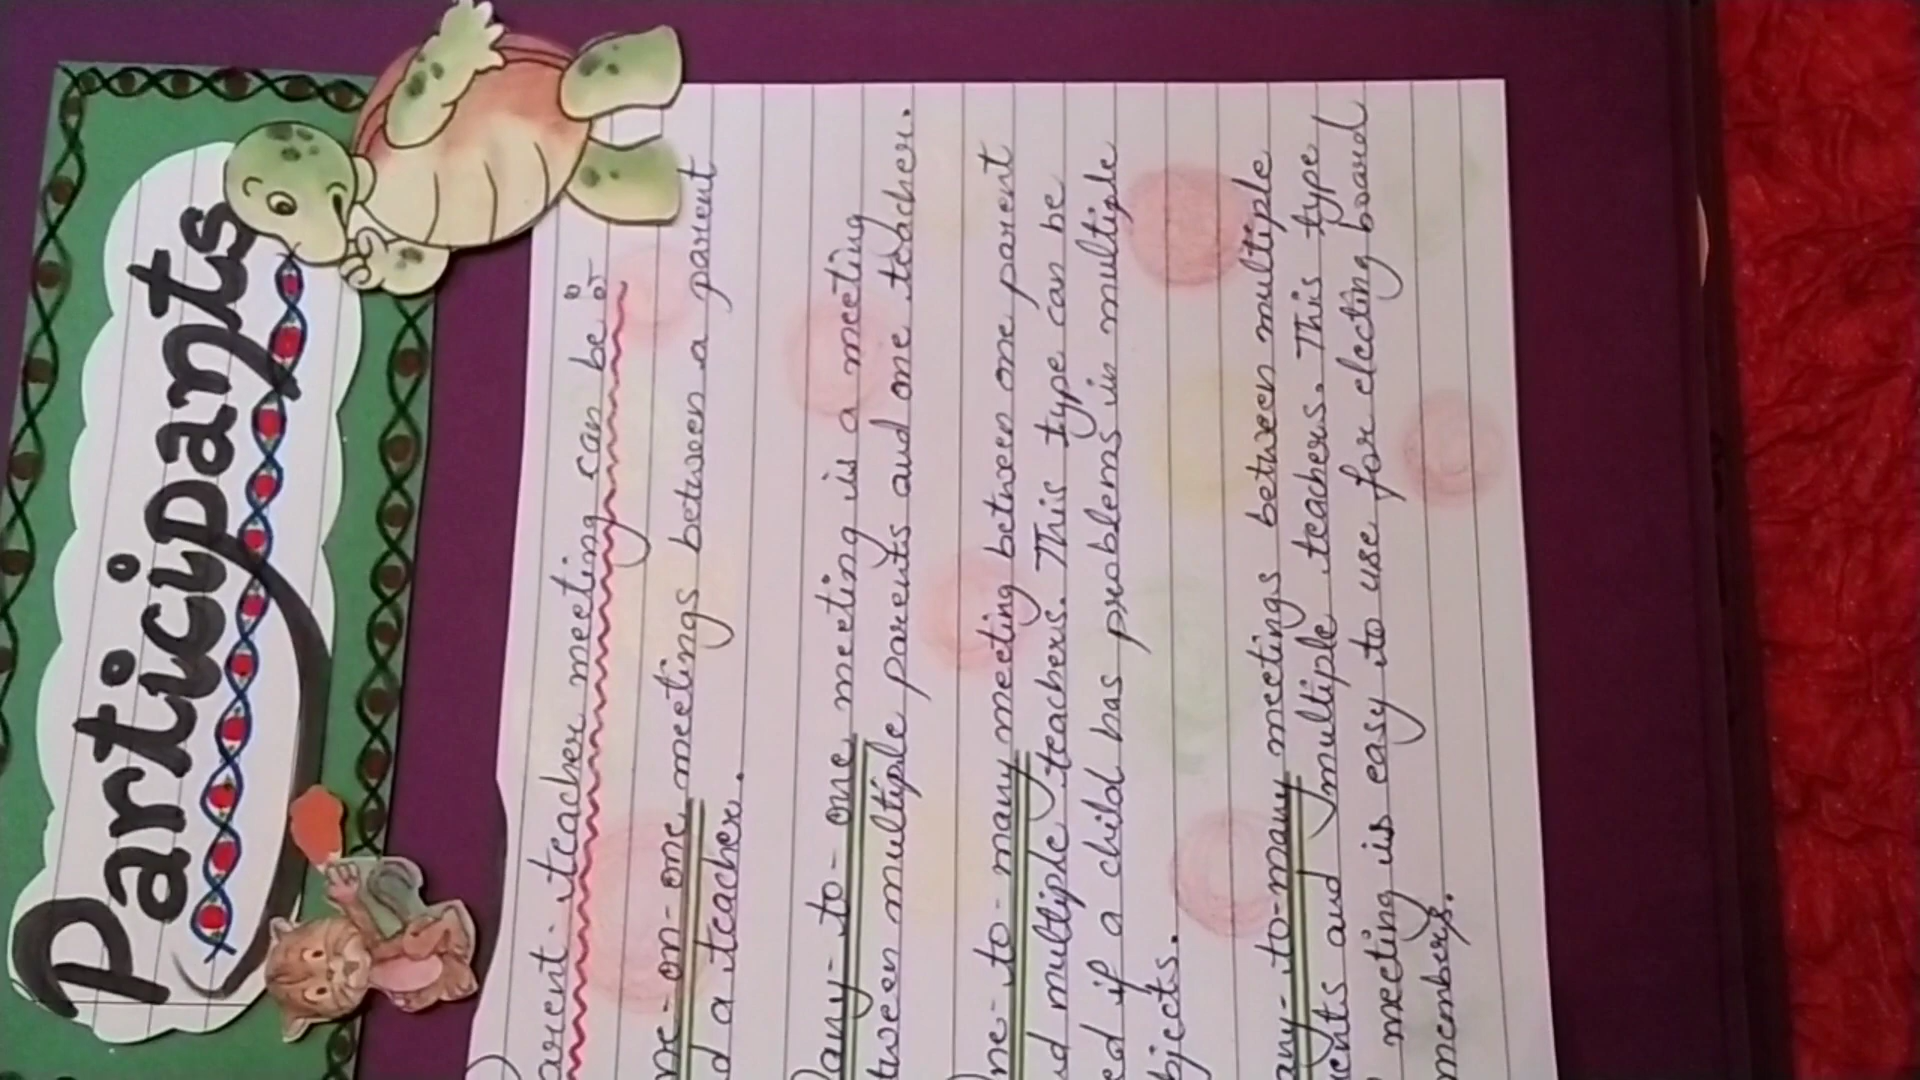 Participants
arent-teacher meeting can be :-
ne-on-one meetings between a parent
d a teacher.
any-to-one meeting is a meeting
tween multiple parents and one teacher.
ne-to-many meeting between one parent
nd multiple teachers. This type can be
ed if a child has problems in multiple
bjects.
any-to-many meetings between multiple
ents and multiple teachers. This type
meeting is easy to use for electing board
members.